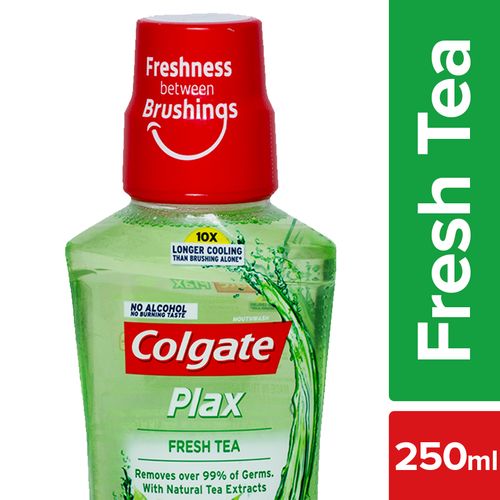 Freshness
between
Brushings
10X
LONGER COOLING
THAN BRUSHING ALONE*
NO ALCOHOL
NO BURNING TASTE
MOUTHWASH
Colgate
Plax
FRESH TEA
Removes over 99% of Germs.
With Natural Tea Extracts
Fresh Tea
250ml